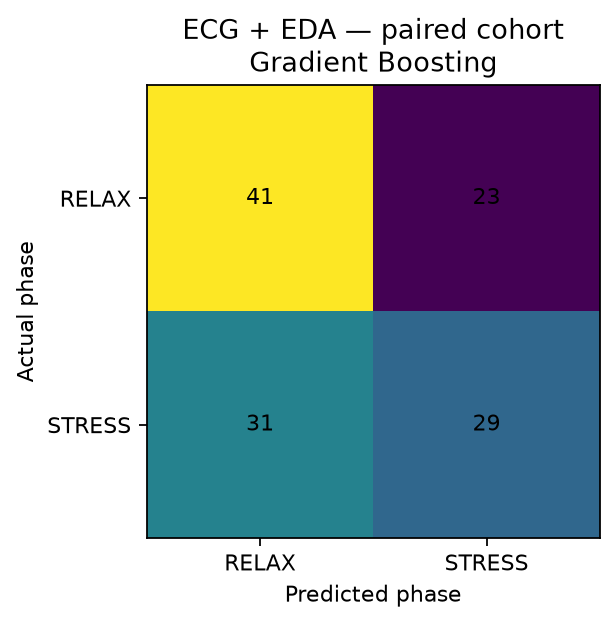 ECG + EDA — paired cohort
Gradient Boosting
Actual phase
RELAX
41
23
STRESS
31
29
RELAX
STRESS
Predicted phase